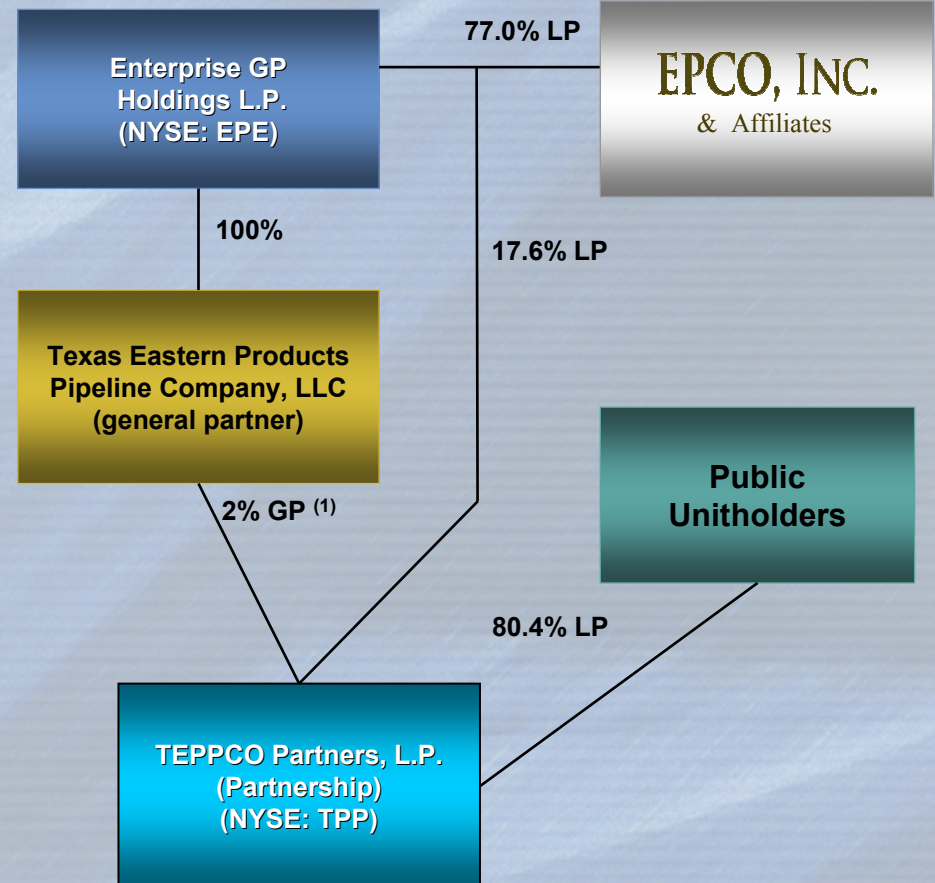 77.0% LP
Enterprise GP
Holdings L.P.
(NYSE: EPE)
EPCO, INC.
& Affiliates
100%
17.6% LP
Texas Eastern Products
Pipeline Company, LLC
(general partner)
Public
Unitholders
2% GP (1)
80.4% LP
TEPPCO Partners, L.P.
(Partnership)
(NYSE: TPP)